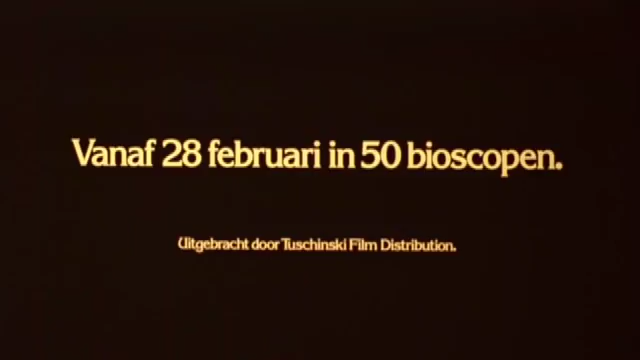 Vanaf 28 februari in 50 bioscopen.
Uitgebracht door Tuschinski Film Distribution.